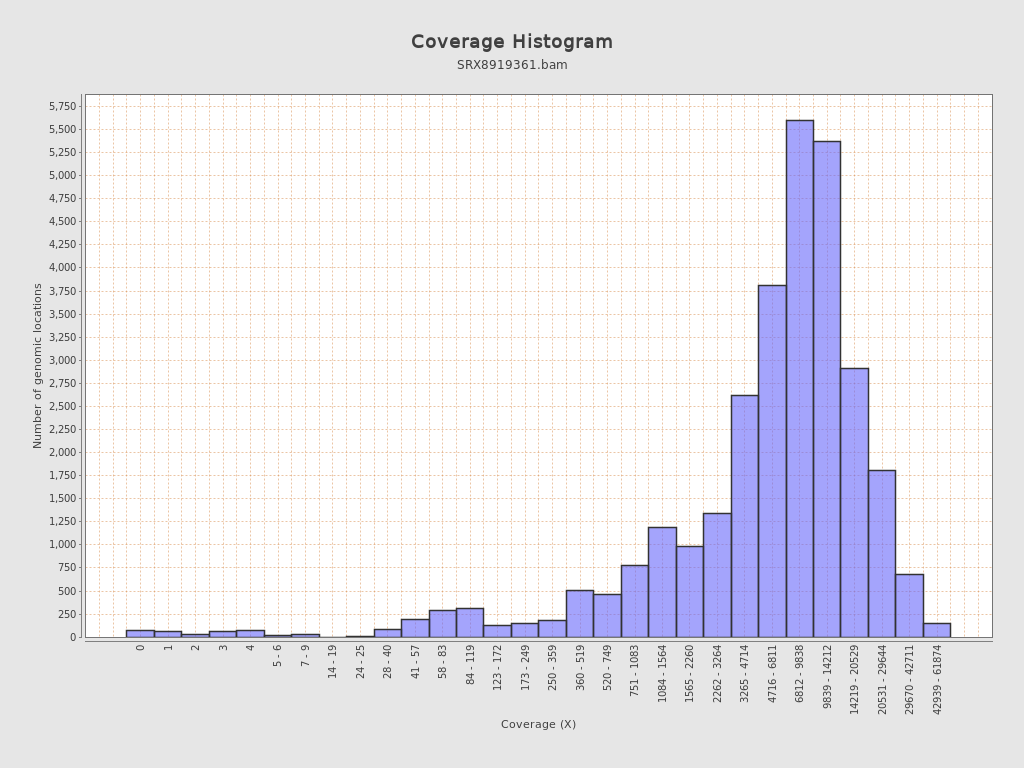 Coverage Histogram
SRX8919361.bam
5,750
5,500
5,250
5,000
4,750
4,500
4,250
4,000
3,750
3,500
3,250
3,000
2,750
2,500
2,250
2,000
1,750
1,500
1,250
1,000
750
500
250
0
Number of genomic locations
0
1
2
3
4
5 - 6
7 - 9
14 - 19
24 - 25
28 - 40
41 - 57
58 - 83
84 - 119
123 - 172
173 - 249
250 - 359
360 - 519
520 - 749
751 - 1083
1084 - 1564
1565 - 2260
2262 - 3264
3265 - 4714
4716 - 6811
6812 - 9838
9839 - 14212
14219 - 20529
20531 - 29644
29670 - 42711
42939 - 61874
Coverage (X)